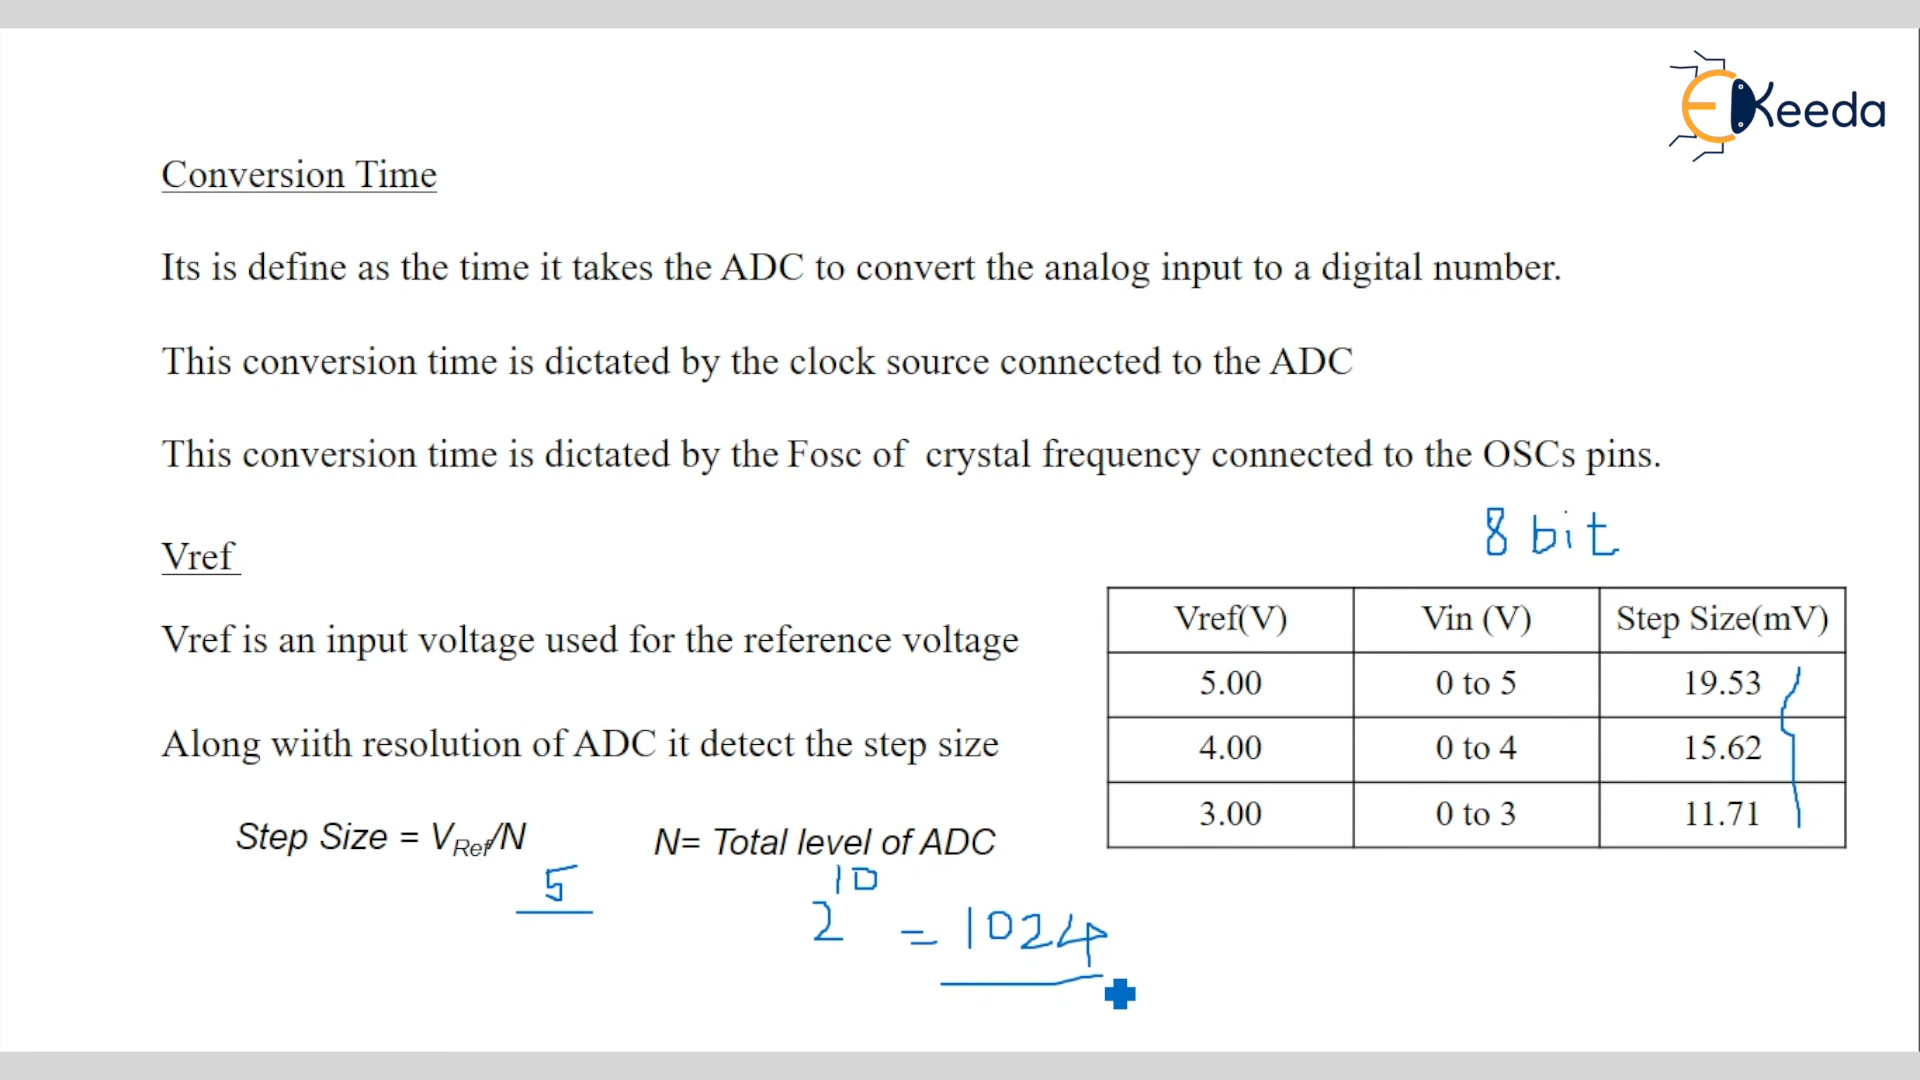 EKeeda
Conversion Time
Its is define as the time it takes the ADC to convert the analog input to a digital number.
This conversion time is dictated by the clock source connected to the ADC
This conversion time is dictated by the Fosc of crystal frequency connected to the OSCs pins.
8 bit
Vref
Vref is an input voltage used for the reference voltage
Along wiith resolution of ADC it detect the step size
Step Size = VRef/N
N= Total level of ADC
5
2^10 = 1024
Vref(V) Vin (V) Step Size(mV)
5.00 0 to 5 19.53
4.00 0 to 4 15.62
3.00 0 to 3 11.71